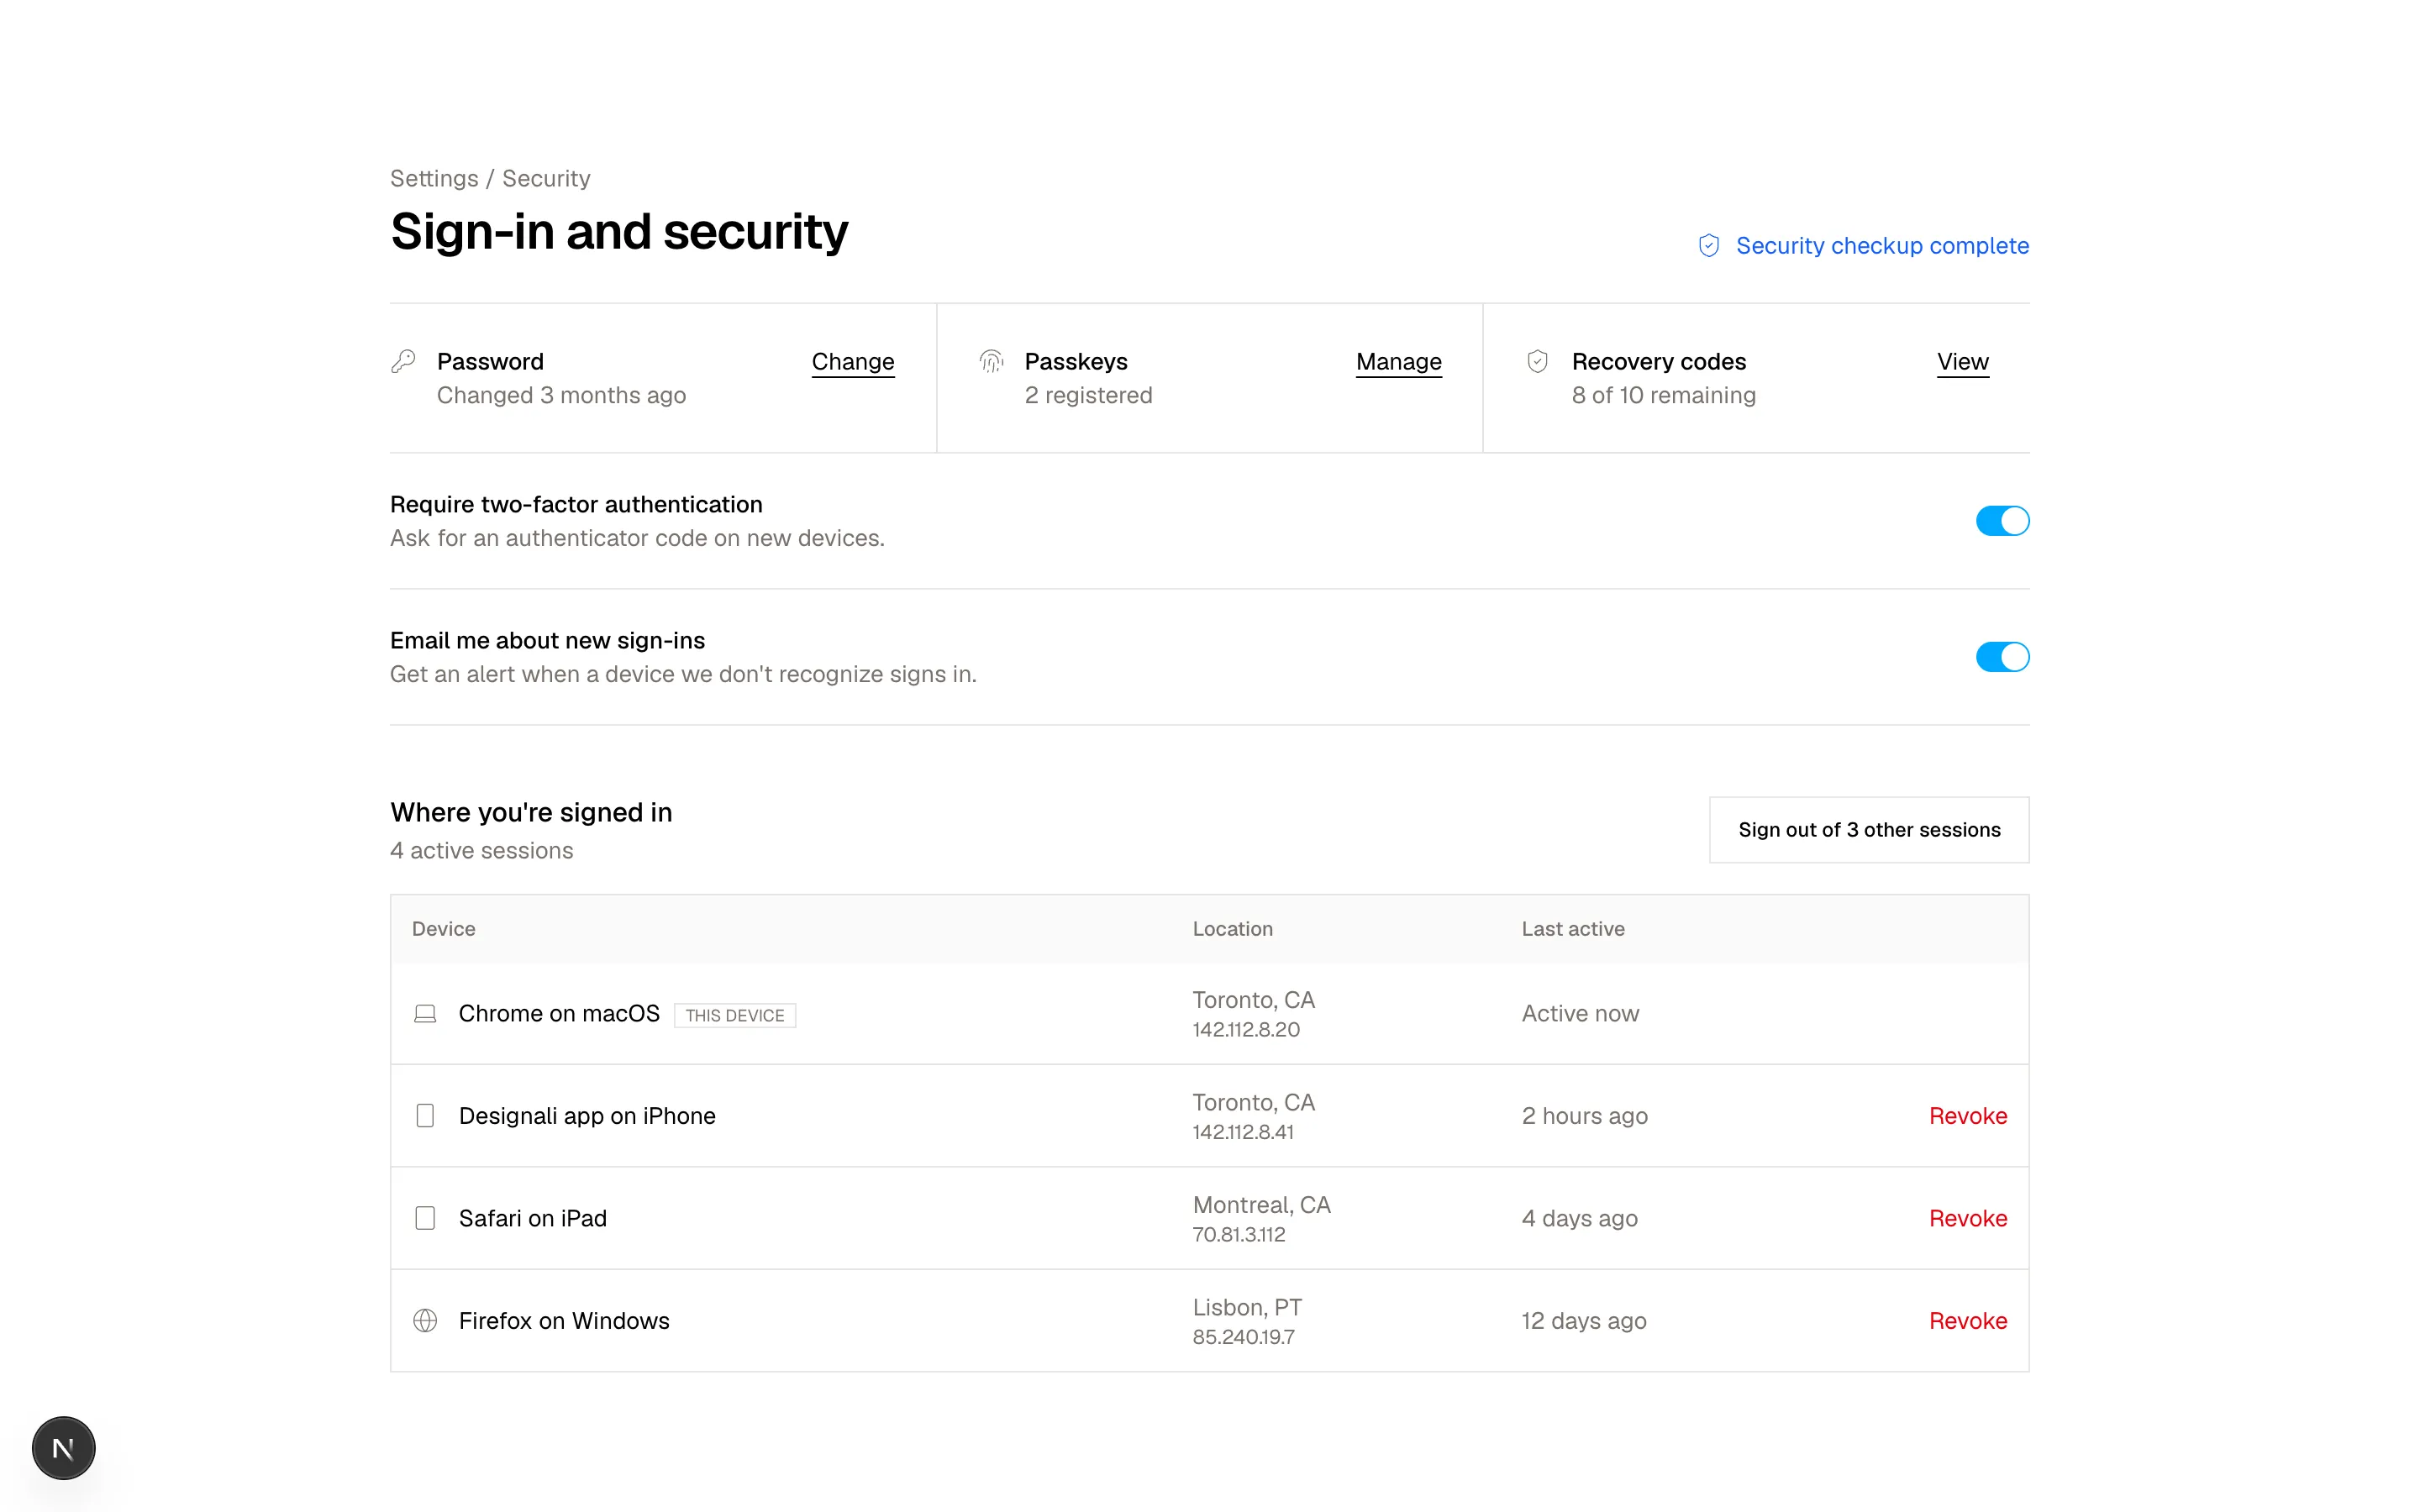 Settings / Security
Sign-in and security
Security checkup complete
Password
Change
Changed 3 months ago
Passkeys
Manage
2 registered
Recovery codes
View
8 of 10 remaining
Require two-factor authentication
Ask for an authenticator code on new devices.
Email me about new sign-ins
Get an alert when a device we don't recognize signs in.
Where you're signed in
4 active sessions
Sign out of 3 other sessions
Device Location Last active
Chrome on macOS THIS DEVICE
Toronto, CA
142.112.8.20
Active now
Designali app on iPhone
Toronto, CA
142.112.8.41
2 hours ago
Revoke
Safari on iPad
Montreal, CA
70.81.3.112
4 days ago
Revoke
Firefox on Windows
Lisbon, PT
85.240.19.7
12 days ago
Revoke
N